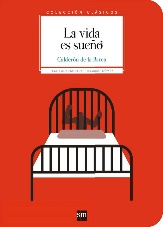 COLECCIÓN CLÁSICOS
La vida
es sueño
Calderón de la Barca
sm